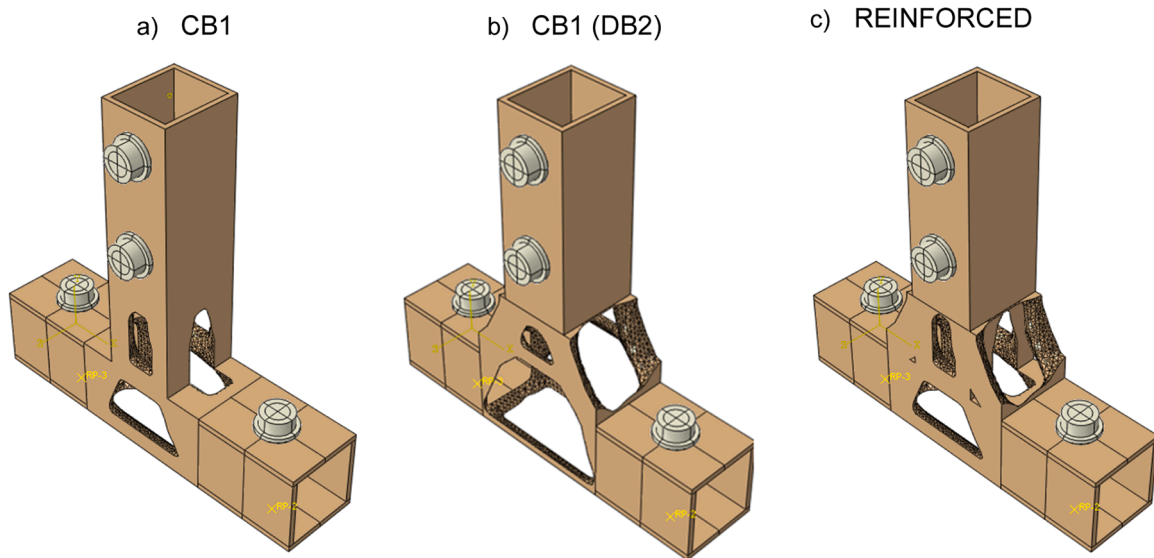 a) CB1
b) CB1 (DB2)
c) REINFORCED
RP-3
RP-3
RP-3
RP-2
RP-2
RP-2